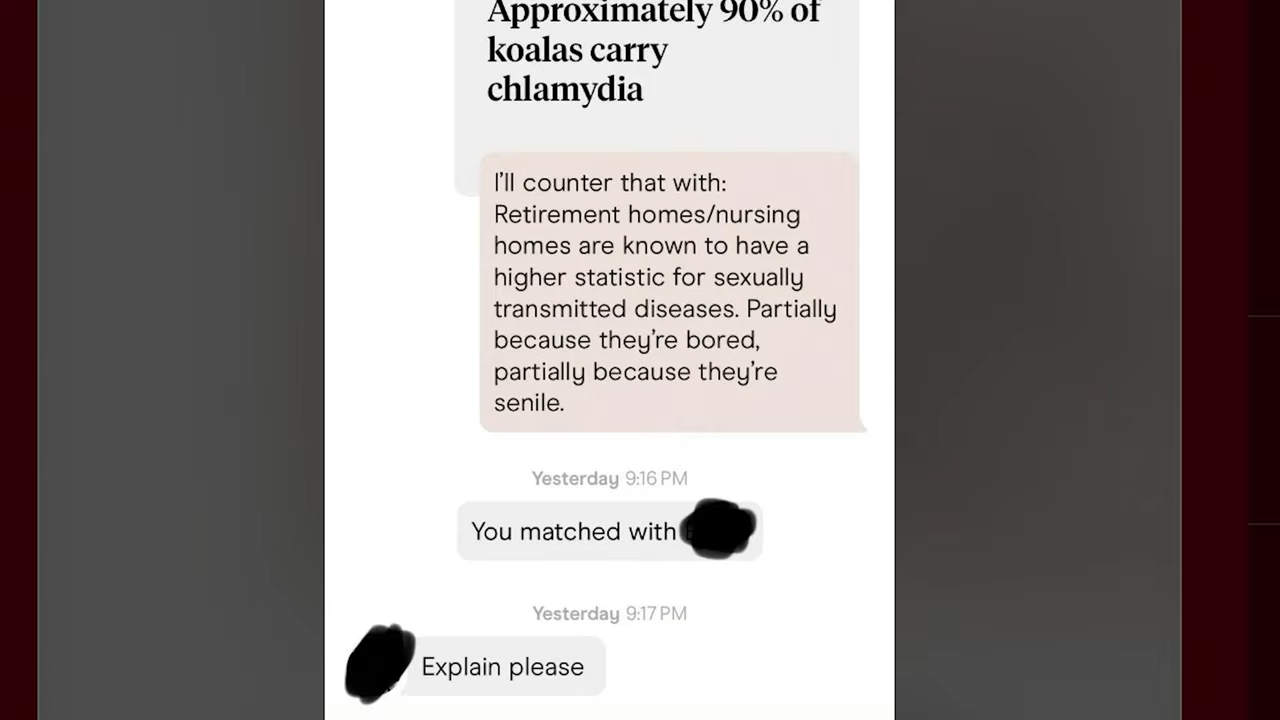 Approximately 90% of
koalas carry
chlamydia
I'll counter that with:
Retirement homes/nursing
homes are known to have a
higher statistic for sexually
transmitted diseases. Partially
because they're bored,
partially because they're
senile.
Yesterday 9:16 PM
You matched with
Yesterday 9:17 PM
Explain please